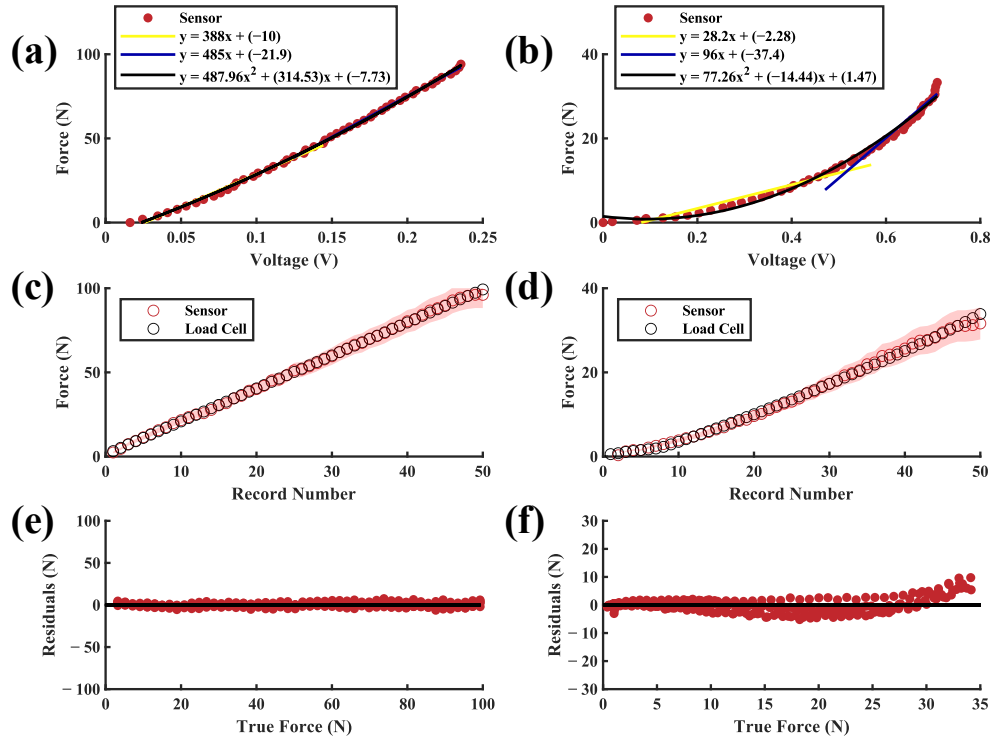 (a)
Sensor
y = 388x + (−10)
y = 485x + (−21.9)
y = 487.96x² + (314.53)x + (−7.73)
100
50
0
Force (N)
0
0.05
0.1
0.15
0.2
0.25
Voltage (V)
(b)
Sensor
y = 28.2x + (−2.28)
y = 96x + (−37.4)
y = 77.26x² + (−14.44)x + (1.47)
40
20
0
Force (N)
0
0.2
0.4
0.6
0.8
Voltage (V)
(c)
Sensor
Load Cell
100
50
0
Force (N)
0
10
20
30
40
50
Record Number
(d)
Sensor
Load Cell
40
20
0
Force (N)
0
10
20
30
40
50
Record Number
(e)
100
50
0
−50
−100
Residuals (N)
0
20
40
60
80
100
True Force (N)
(f)
30
20
10
0
−10
−20
−30
Residuals (N)
0
5
10
15
20
25
30
35
True Force (N)